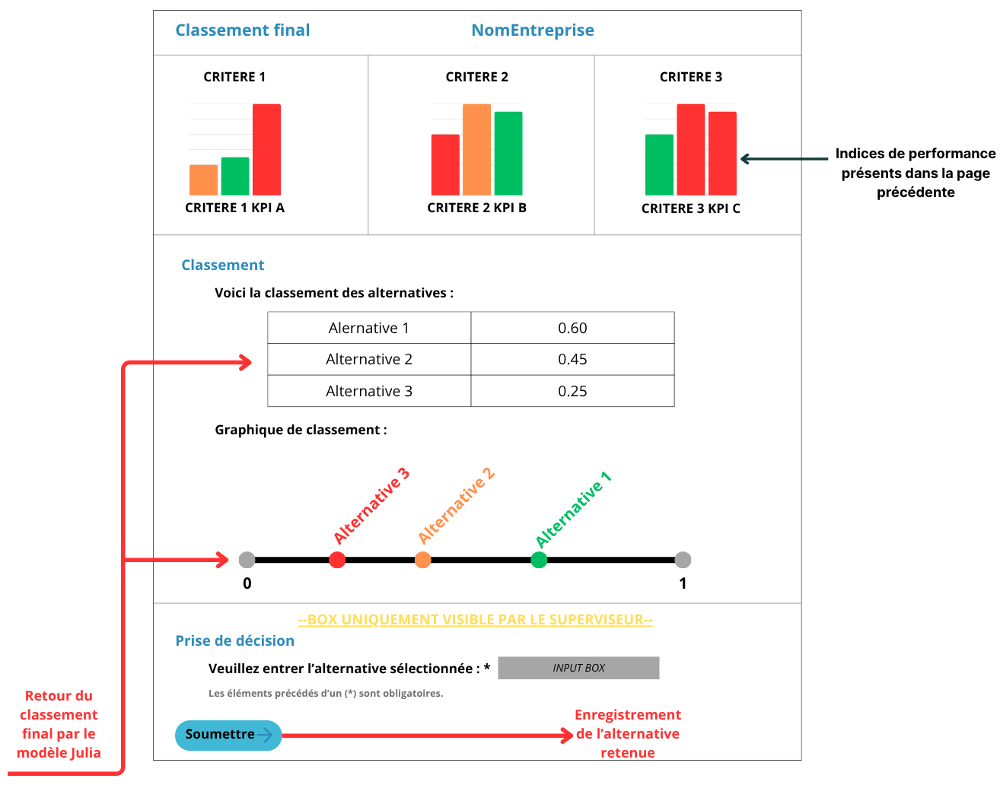 Classement final
NomEntreprise
CRITERE 1
CRITERE 2
CRITERE 3
CRITERE 1 KPI A
CRITERE 2 KPI B
CRITERE 3 KPI C
Indices de performance
présents dans la page
précédente
Classement
Voici la classement des alternatives :
Alernative 1 0.60
Alternative 2 0.45
Alternative 3 0.25
Graphique de classement :
Alternative 3
Alternative 2
Alternative 1
0
1
--BOX UNIQUEMENT VISIBLE PAR LE SUPERVISEUR--
Prise de décision
Veuillez entrer l’alternative sélectionnée : *
INPUT BOX
Les éléments précédés d’un (*) sont obligatoires.
Soumettre
Enregistrement
de l’alternative
retenue
Retour du
classement
final par le
modèle Julia